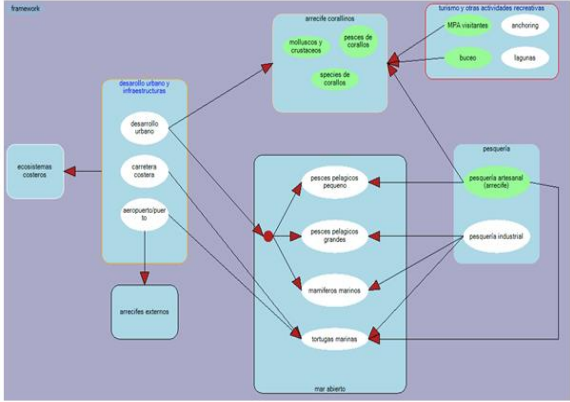 framework
arrecife corallinos
molluscos y
crustaceos
pesces de
corallos
species de
corallos
turismo y otras actividades recreativas
MPA visitantes
anchoring
buceo
lagunas
desarollo urbano y
infraestructuras
desarrollo
urbano
carretera
costera
aeropuerto/puer
to
ecosistemas
costeros
arrecifes externos
pesces pelagicos
pequeno
pesces pelagicos
grandes
mamiferos marinos
tortugas marinas
mar abierto
pesquería
pesquería artesanal
(arrecife)
pesquería industrial